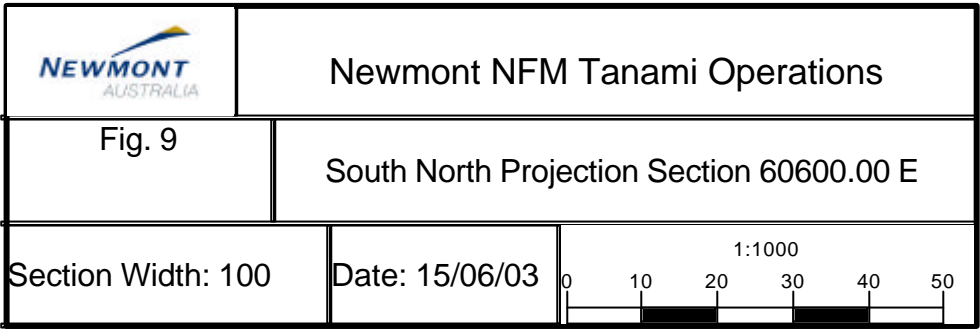 NEWMONT
AUSTRALIA
Newmont NFM Tanami Operations
Fig. 9
South North Projection Section 60600.00 E
Section Width: 100
Date: 15/06/03
1:1000
0 10 20 30 40 50